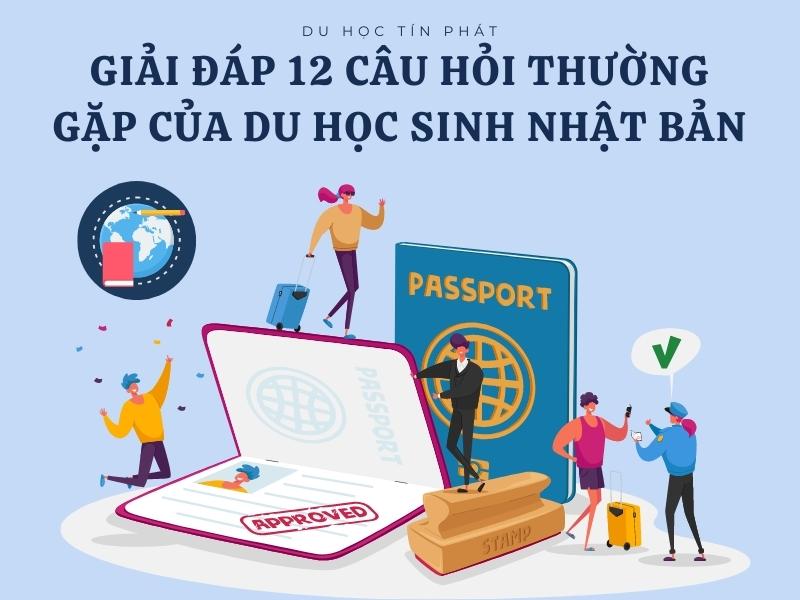 DU HỌC TÍN PHÁT
GIẢI ĐÁP 12 CÂU HỎI THƯỜNG
GẶP CỦA DU HỌC SINH NHẬT BẢN
PASSPORT
PASSPORT
APPROVED
STAMP